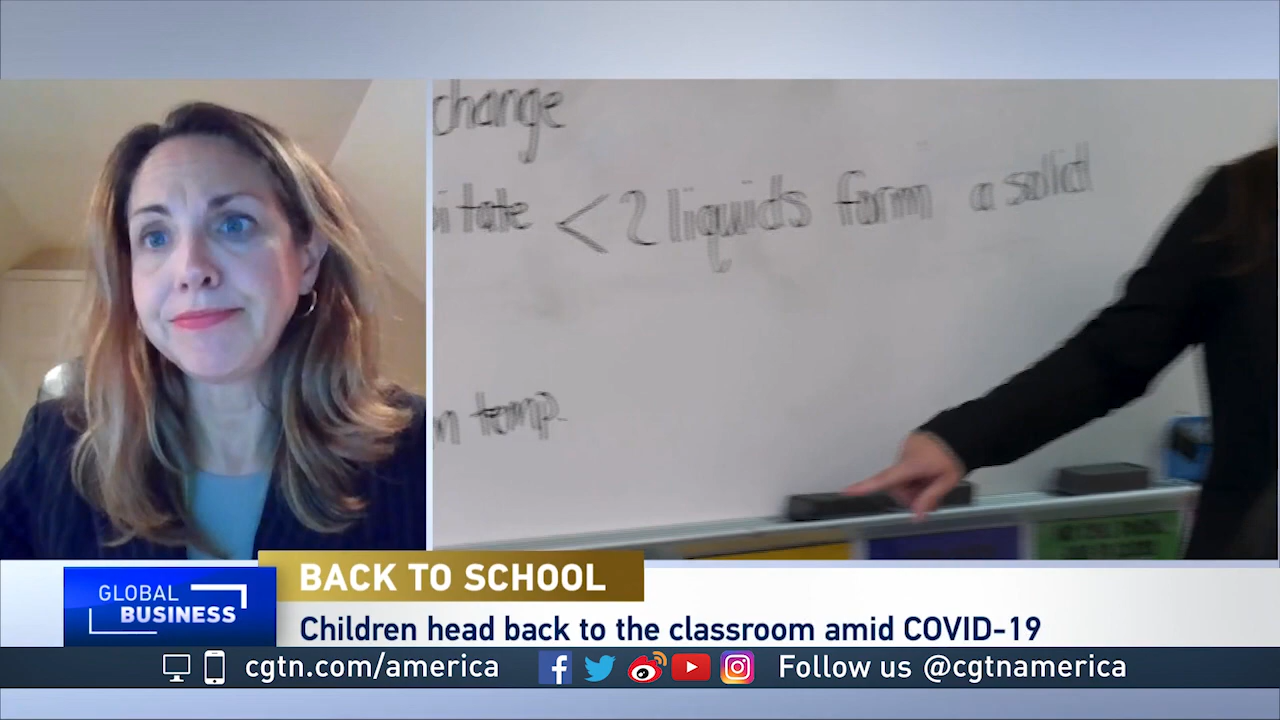 change
itate < 2 liquids form a solid
n temp.
BACK TO SCHOOL
GLOBAL
BUSINESS
Children head back to the classroom amid COVID-19
cgtn.com/america
Follow us @cgtnamerica